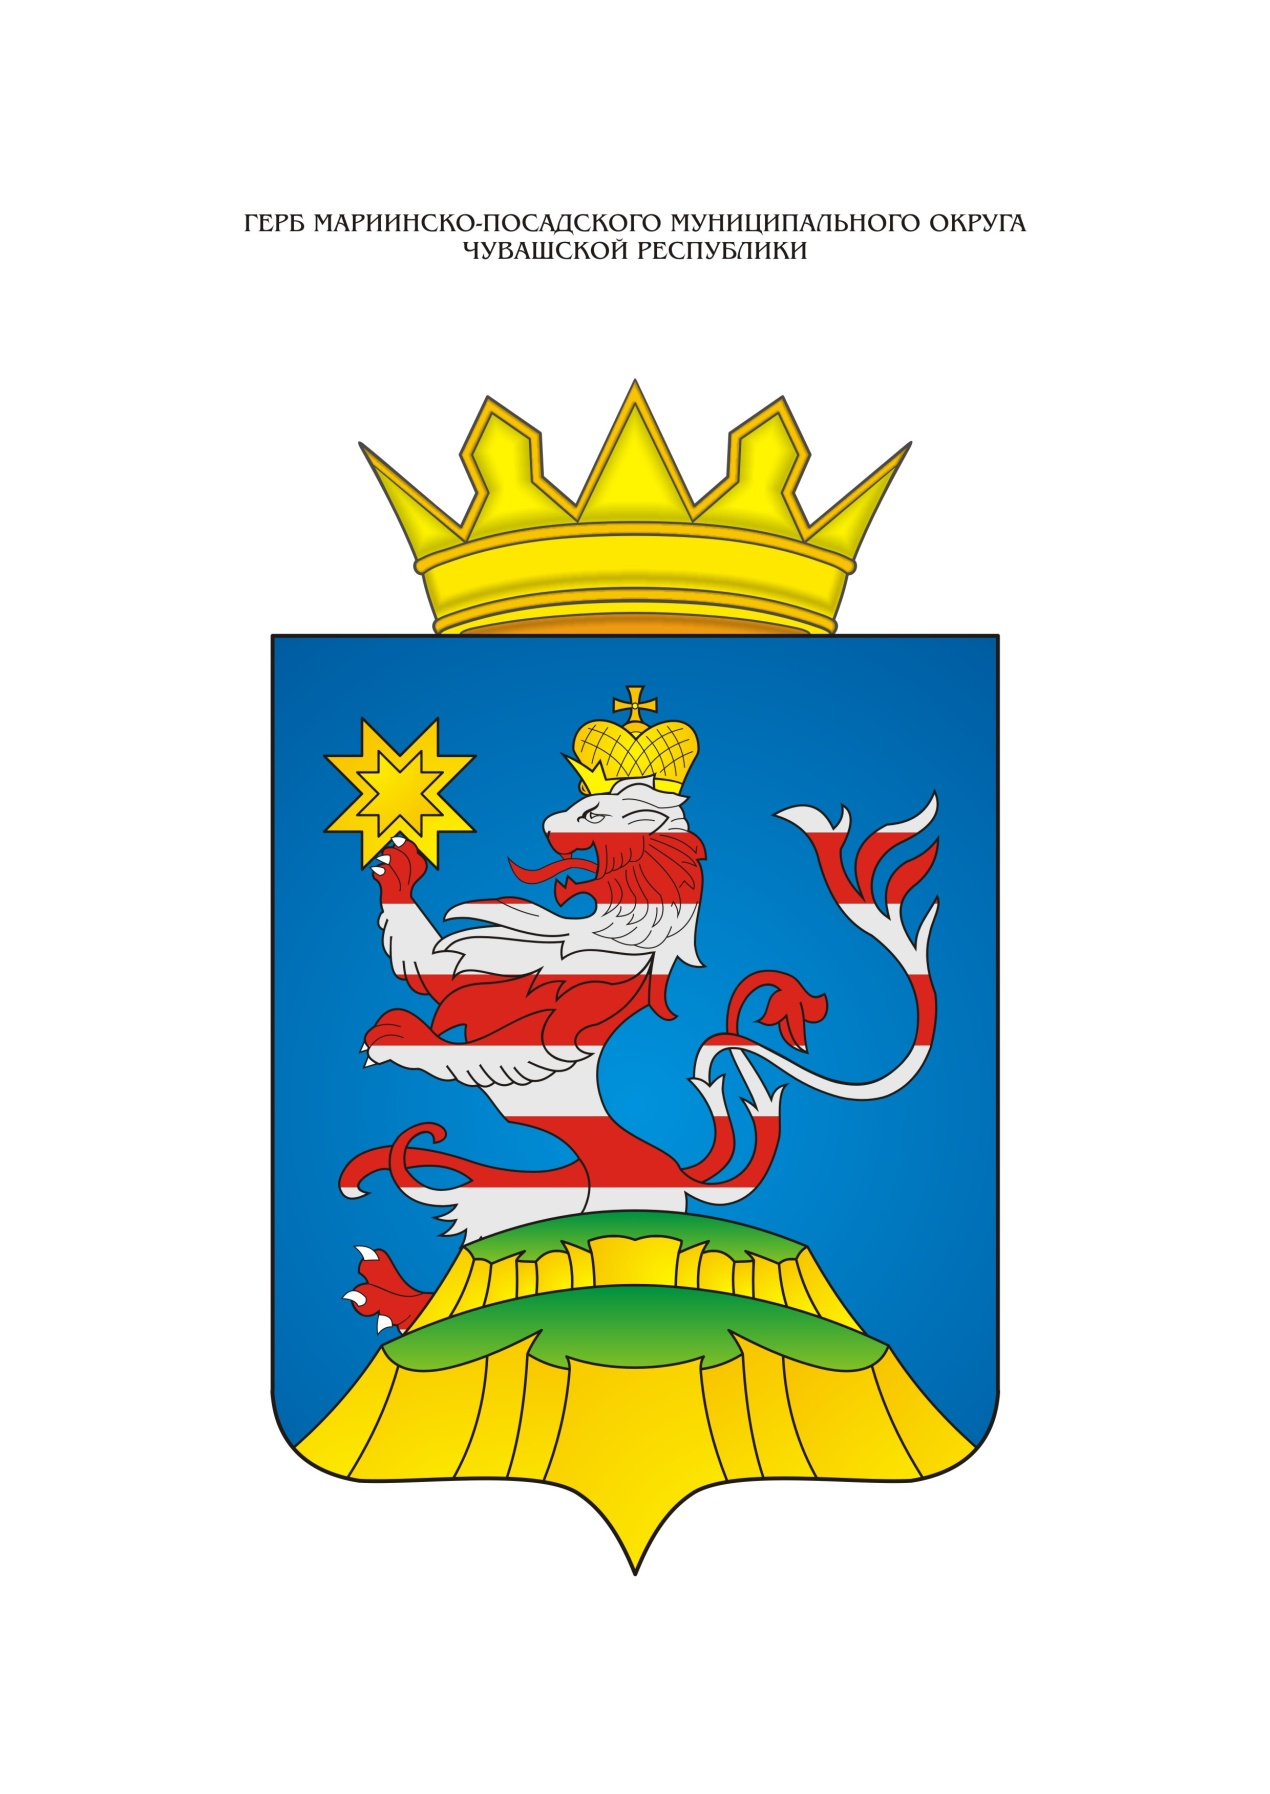 ГЕРБ МАРИИНСКО-ПОСАДСКОГО МУНИЦИПАЛЬНОГО ОКРУГА
ЧУВАШСКОЙ РЕСПУБЛИКИ